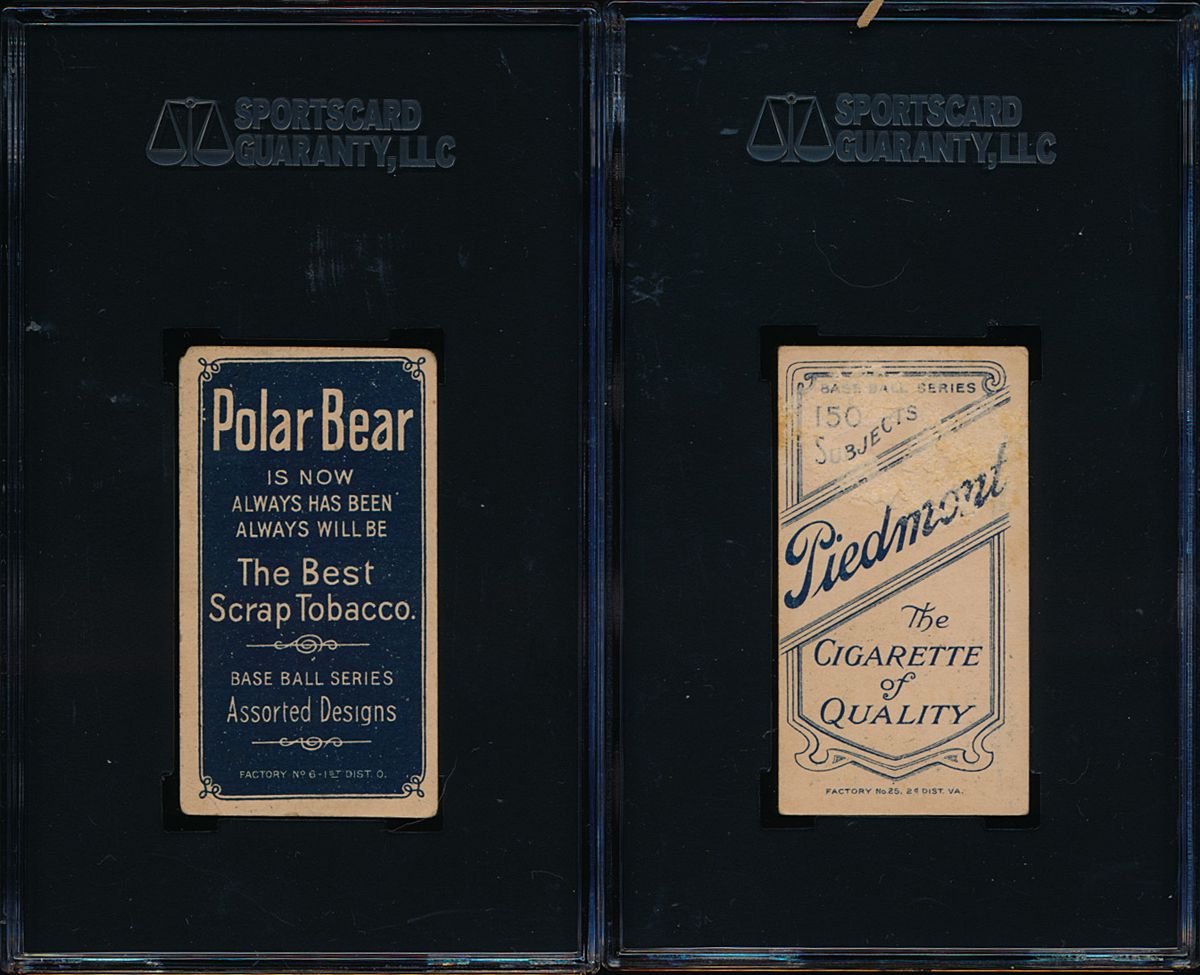 SPORTSCARD
GUARANTY, LLC
Polar Bear
IS NOW
ALWAYS HAS BEEN
ALWAYS WILL BE
The Best
Scrap Tobacco.
BASE BALL SERIES
Assorted Designs
FACTORY Nº 6 - 1ST DIST. O.
SPORTSCARD
GUARANTY, LLC
BASE BALL SERIES
150
SUBJECTS
Piedmont
The
CIGARETTE
of
QUALITY
FACTORY No 25, 2d DIST. VA.